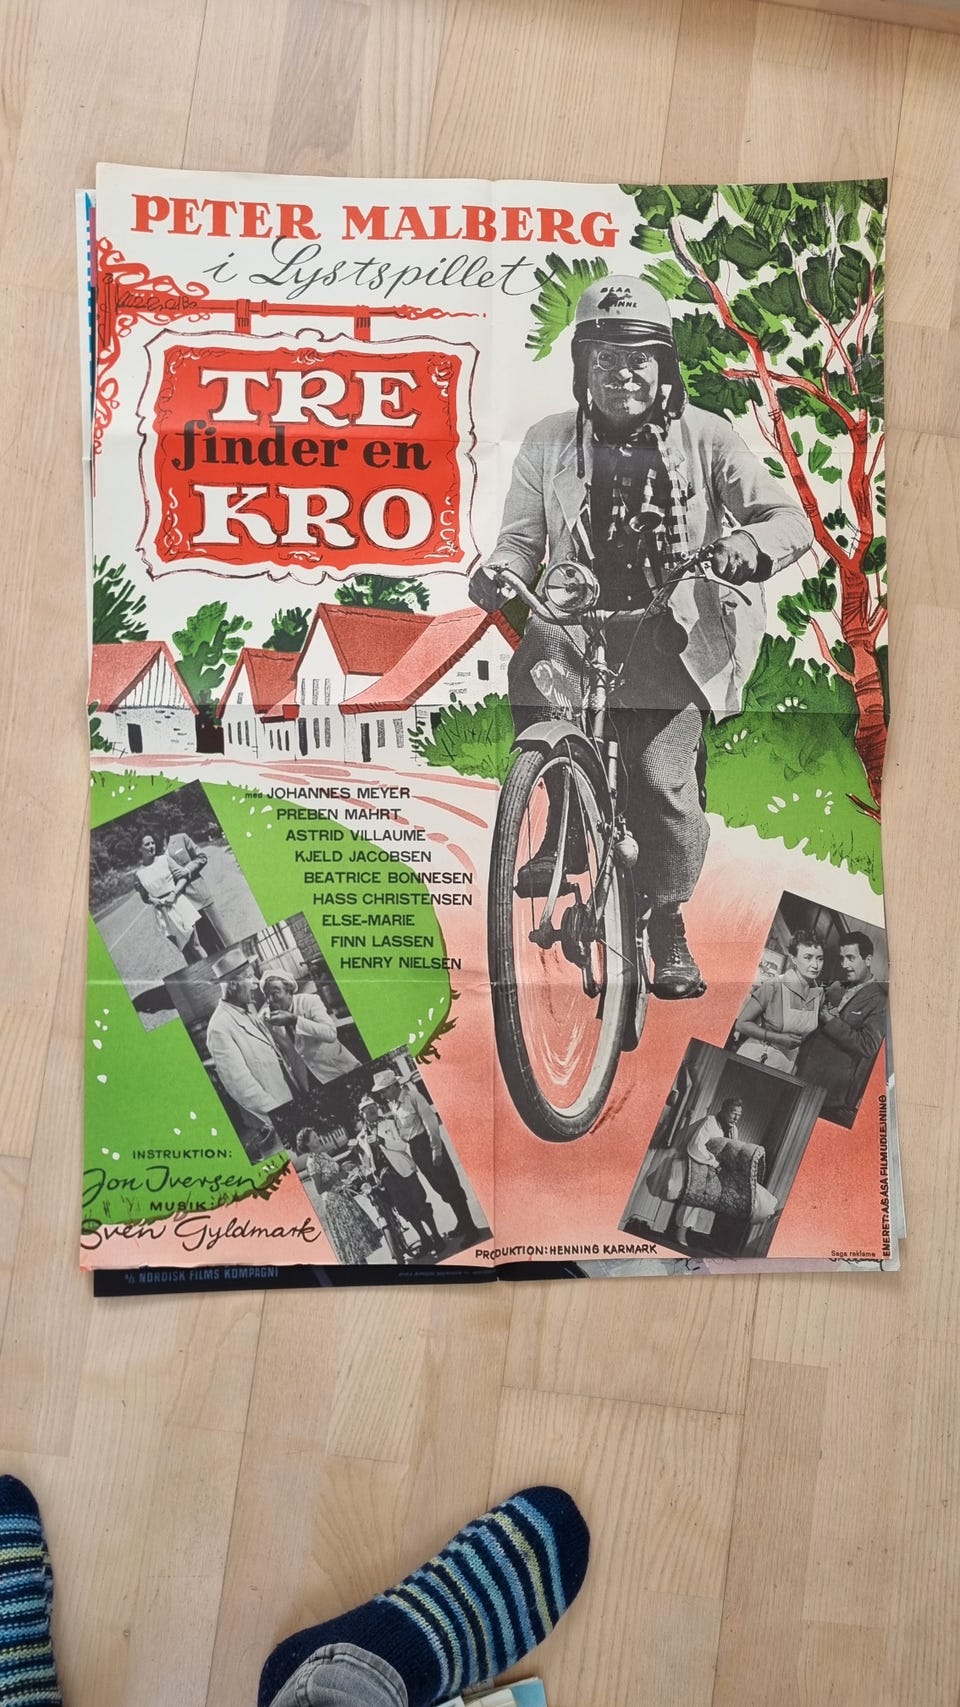 PETER MALBERG
i Lystspillet
TRE
finder en
KRO
BLAA
med JOHANNES MEYER
PREBEN MAHRT
ASTRID VILLAUME
KJELD JACOBSEN
BEATRICE BONNESEN
HASS CHRISTENSEN
ELSE-MARIE
FINN LASSEN
HENRY NIELSEN
INSTRUKTION:
Jon Iversen
MUSIK:
Sven Gyldmark
PRODUKTION: HENNING KARMARK
Saga reklame
ENERET: A/S ASA FILMUDLEJNING
A/S NORDISK FILMS KOMPAGNI